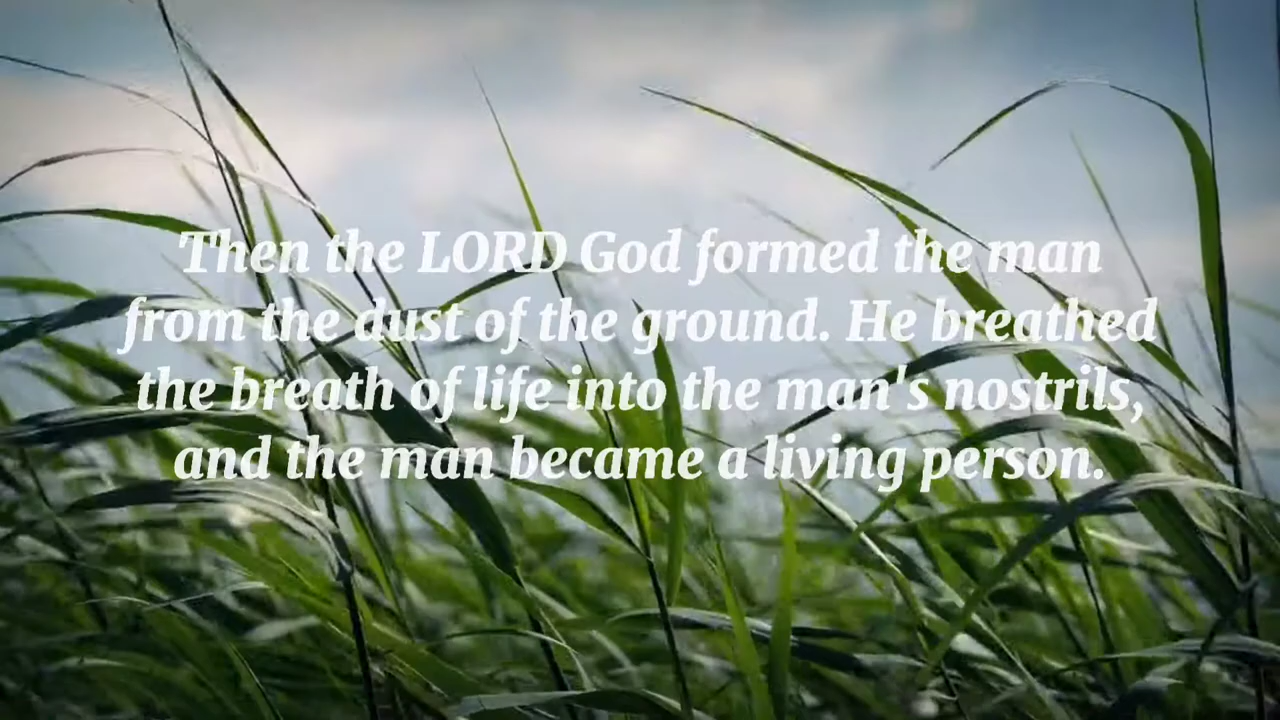 Then the LORD God formed the man
from the dust of the ground. He breathed
the breath of life into the man's nostrils,
and the man became a living person.